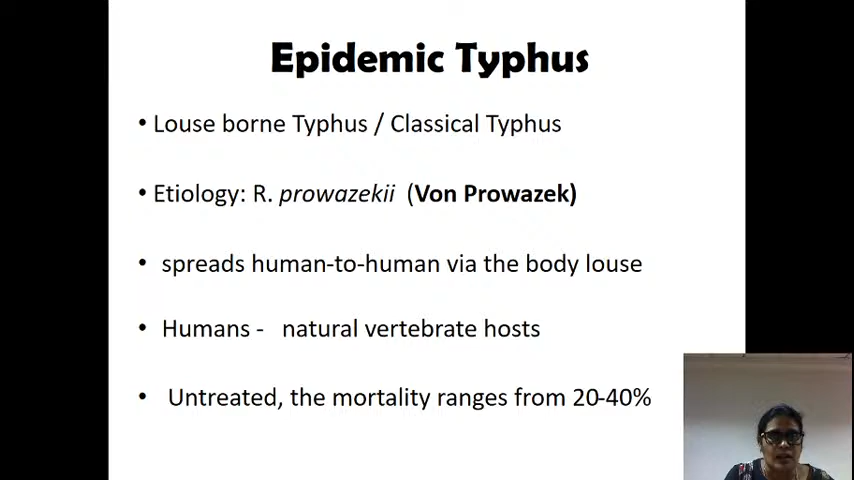 Epidemic Typhus
• Louse borne Typhus / Classical Typhus
• Etiology: R. prowazekii (Von Prowazek)
• spreads human-to-human via the body louse
• Humans - natural vertebrate hosts
• Untreated, the mortality ranges from 20-40%